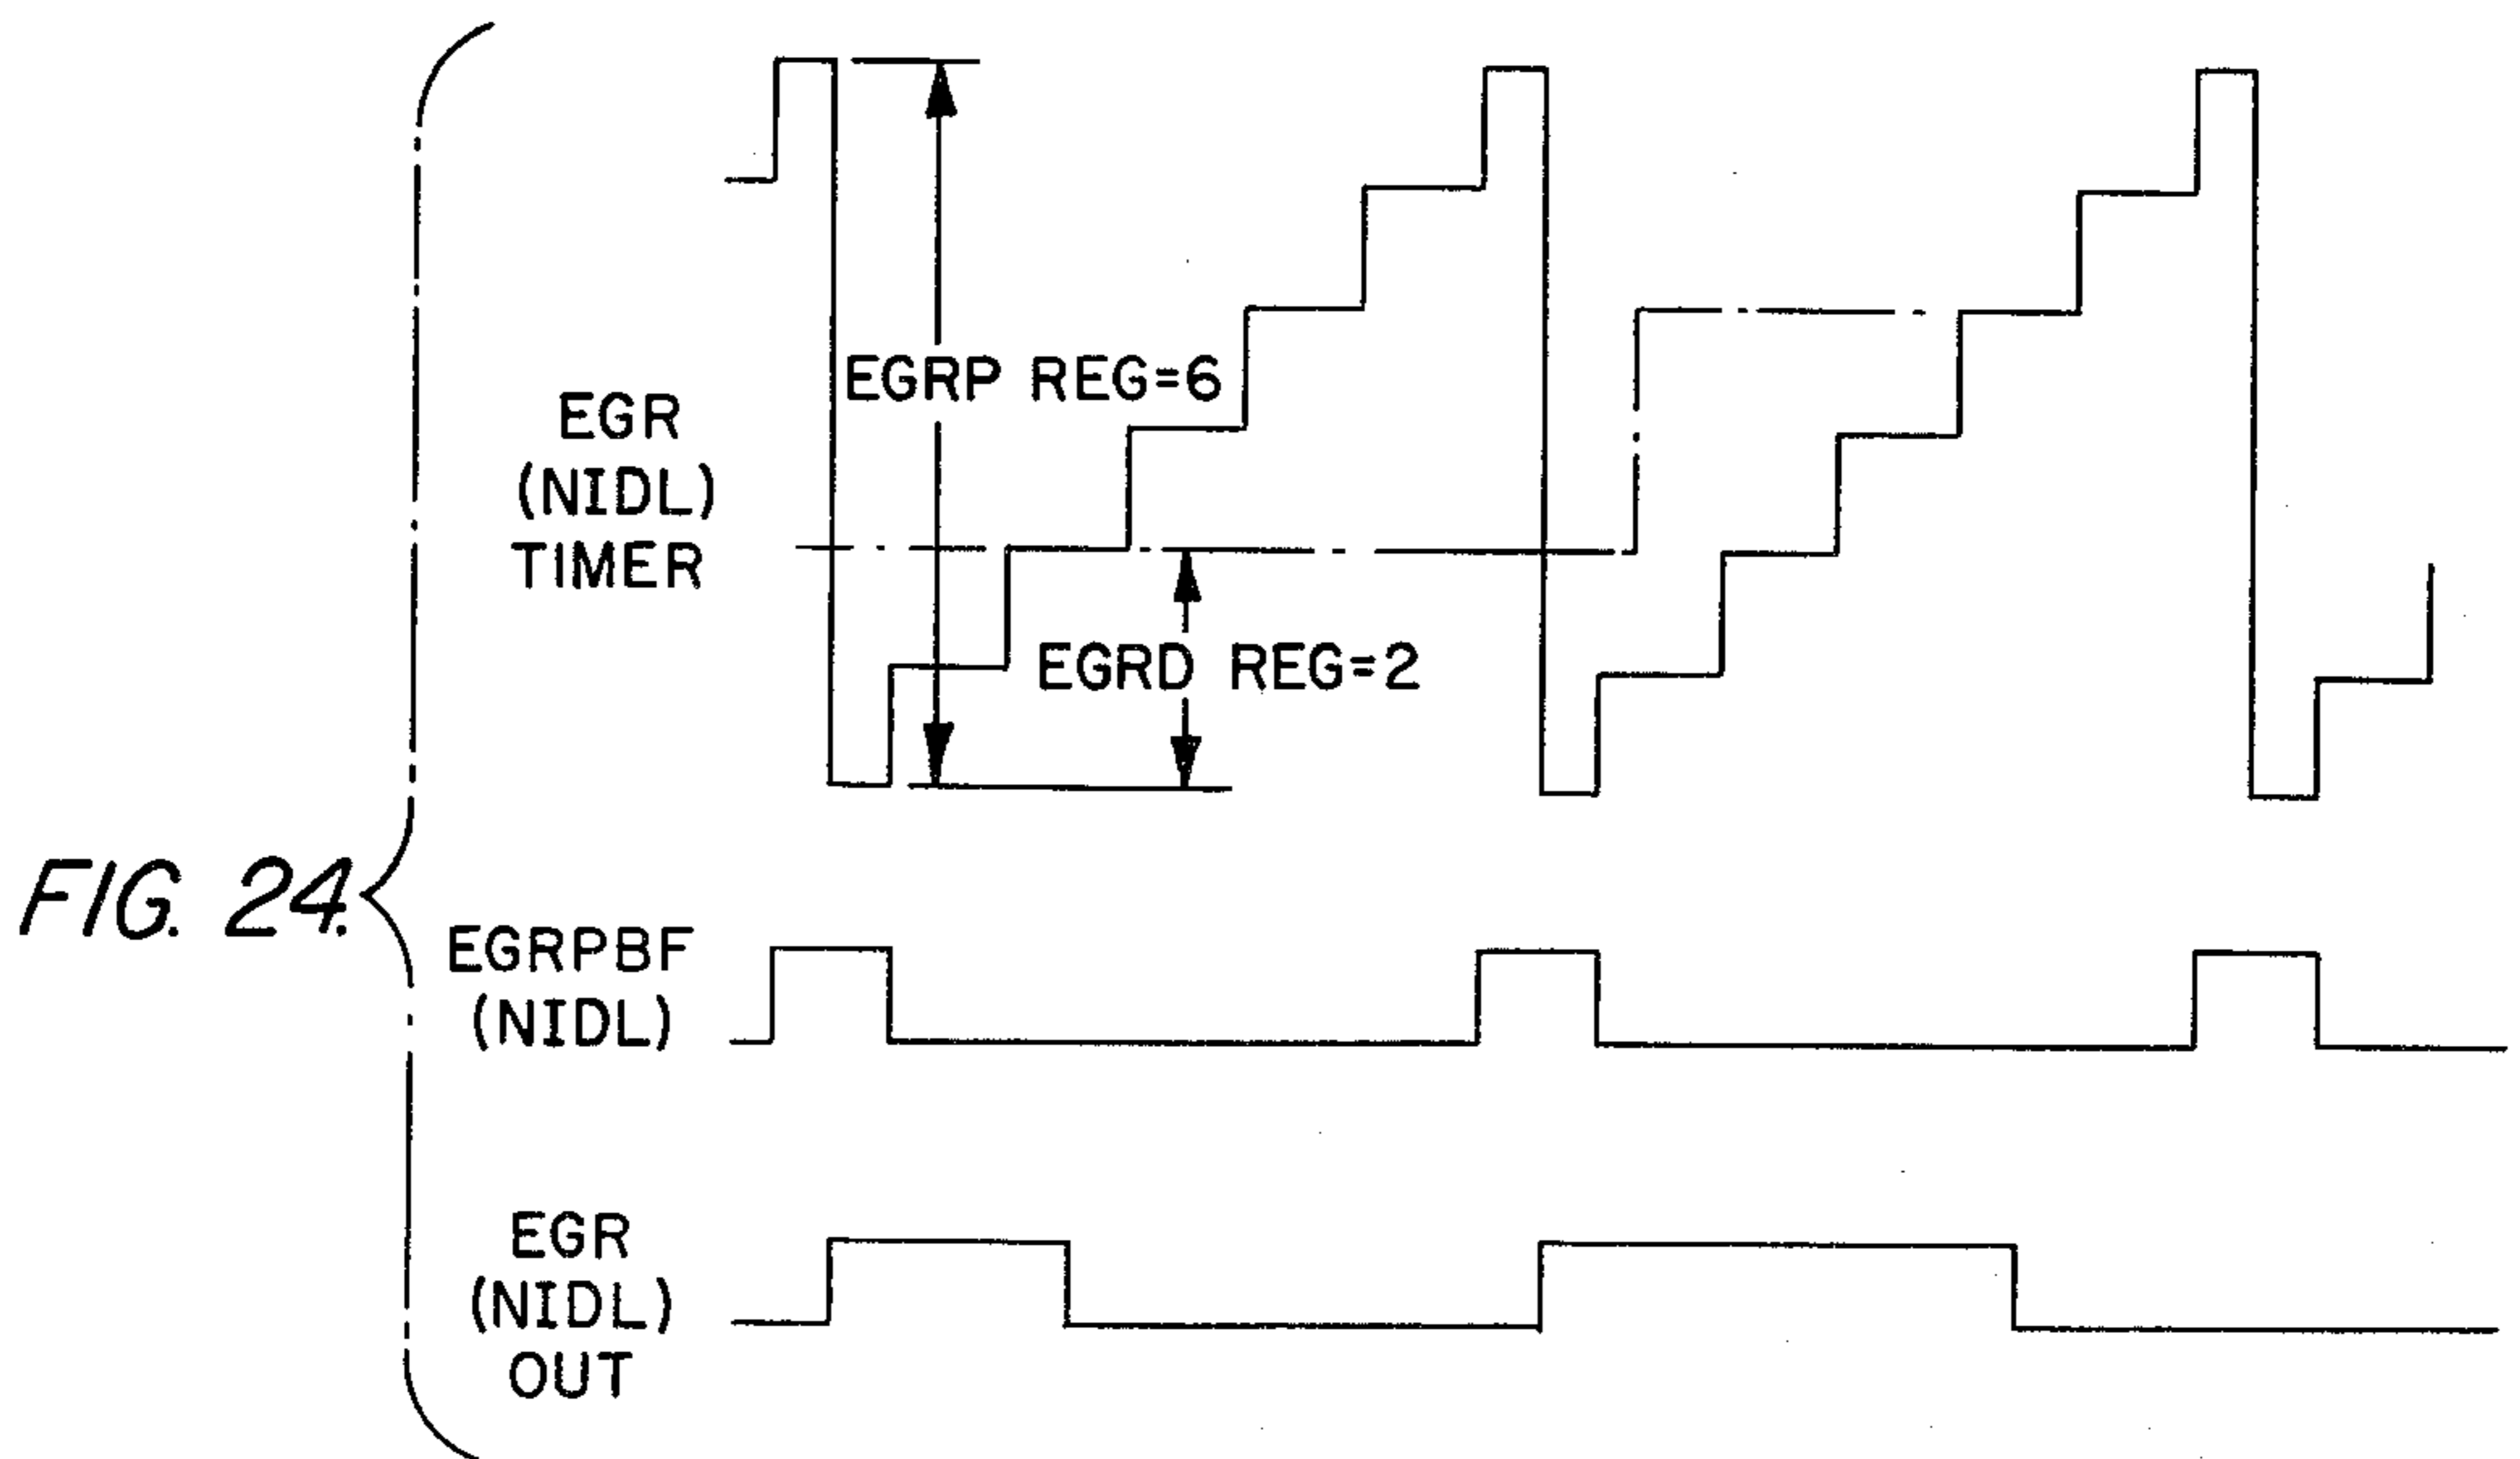 EGRP REG=6
EGR
(NIDL)
TIMER
EGRD REG=2
FIG. 24.
EGRPBF
(NIDL)
EGR
(NIDL)
OUT